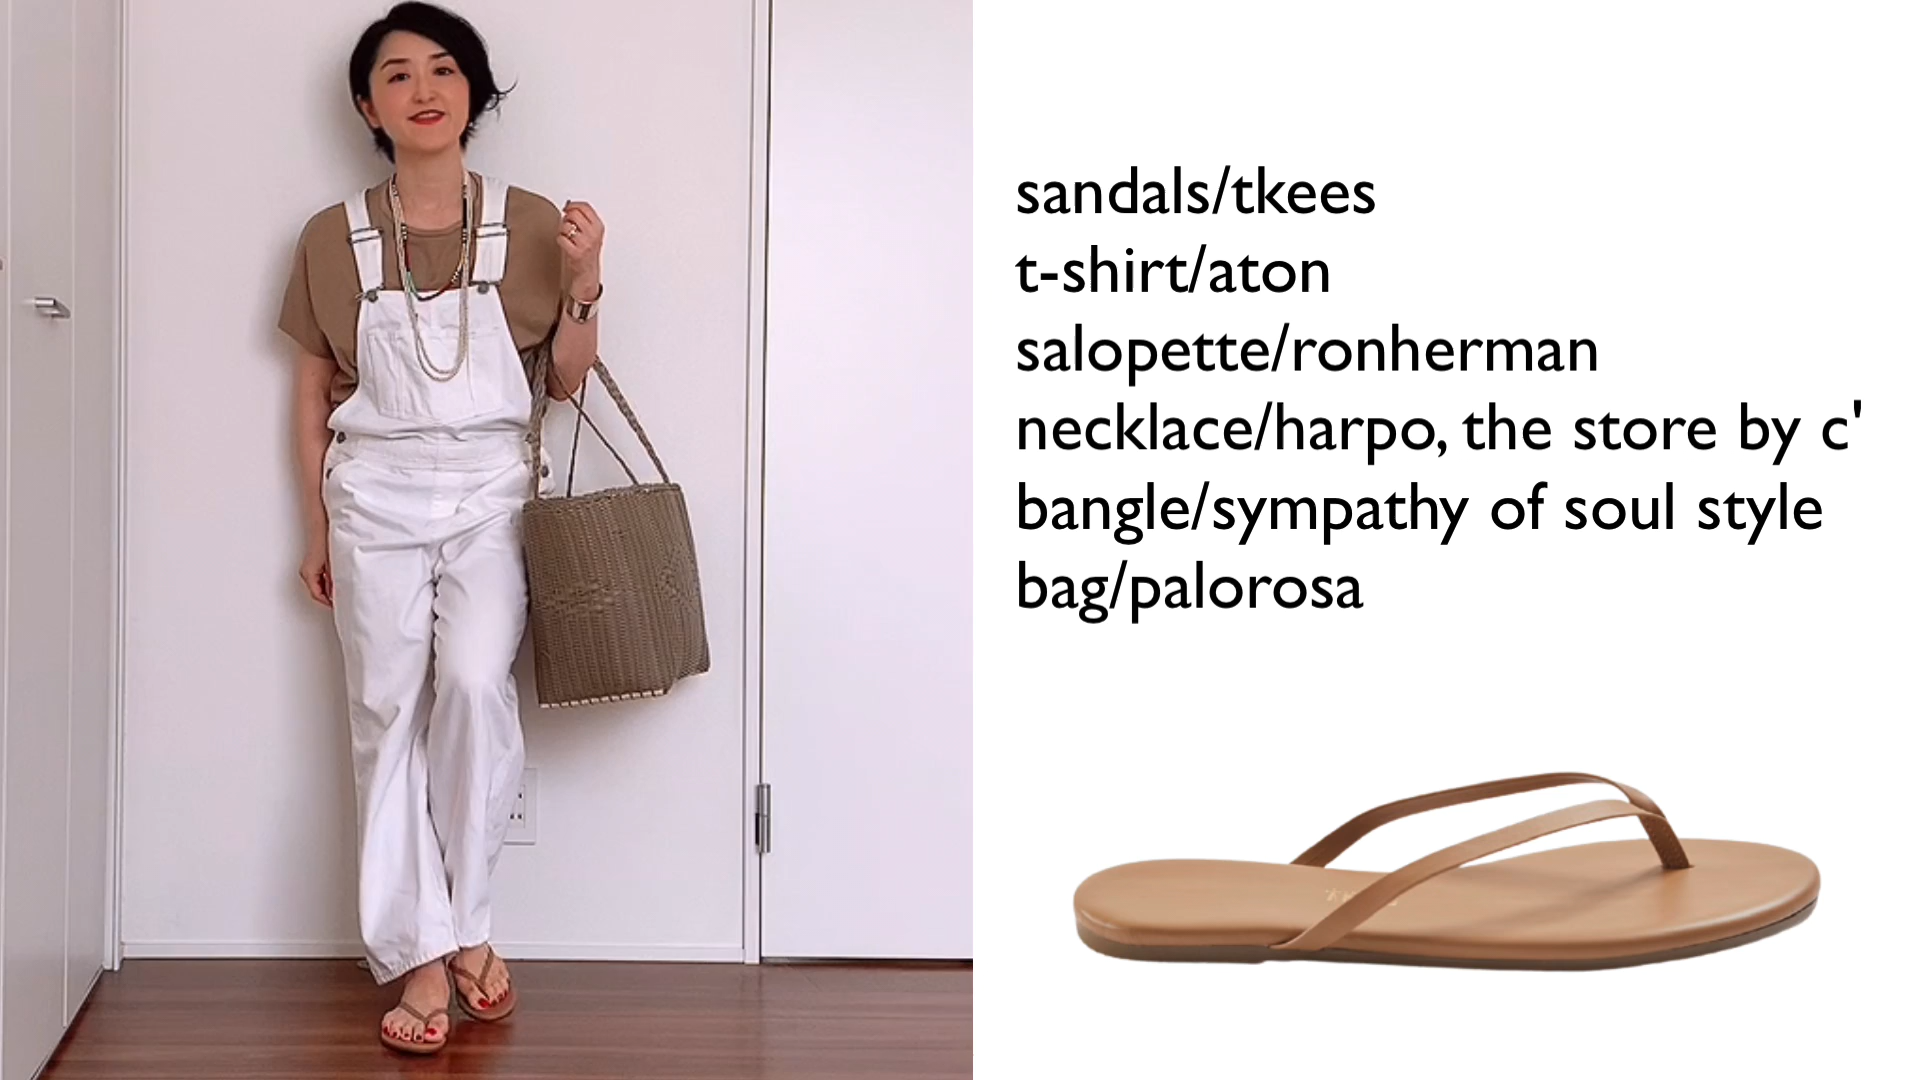 sandals/tkees
t-shirt/aton
salopette/ronherman
necklace/harpo, the store by c'
bangle/sympathy of soul style
bag/palorosa